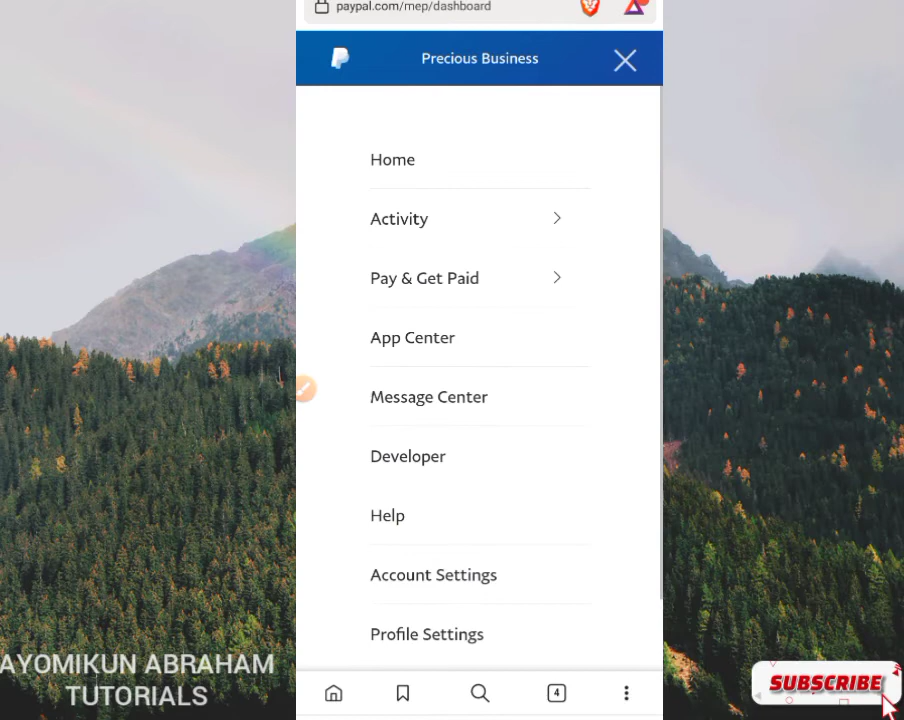 paypal.com/mep/dashboard
Precious Business
Home
Activity
Pay & Get Paid
App Center
Message Center
Developer
Help
Account Settings
Profile Settings
4
AYOMIKUN ABRAHAM
TUTORIALS
SUBSCRIBE